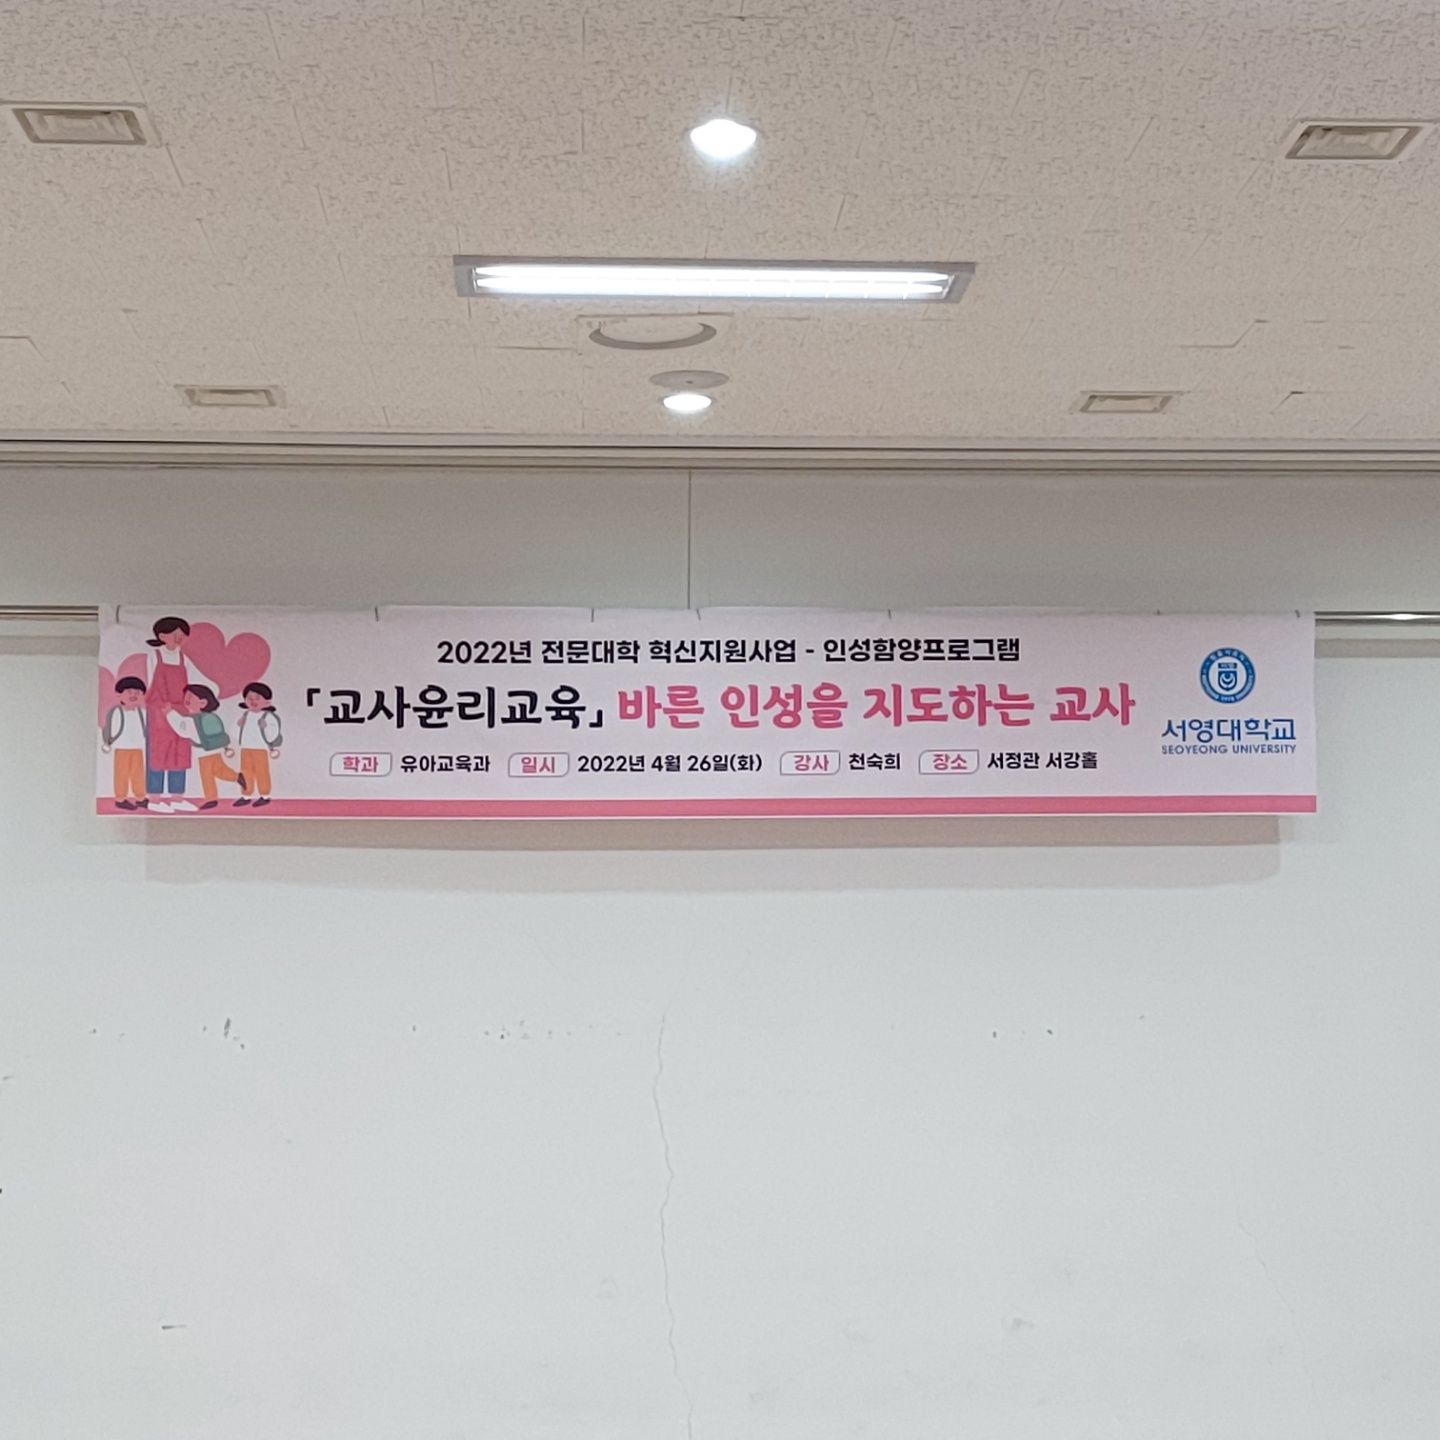 2022년 전문대학 혁신지원사업 - 인성함양프로그램
「교사윤리교육」 바른 인성을 지도하는 교사
학과 유아교육과 일시 2022년 4월 26일(화) 강사 천숙희 장소 서정관 서강홀
서영대학교
SEOYEONG UNIVERSITY